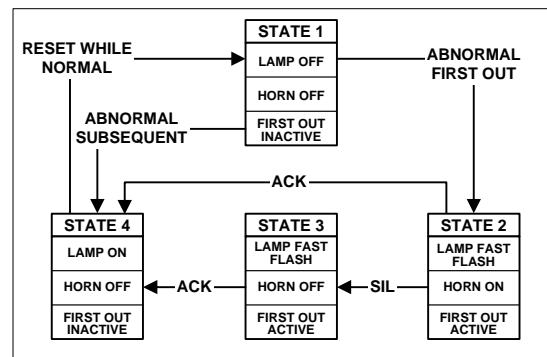 STATE 1
LAMP OFF
HORN OFF
FIRST OUT
INACTIVE
RESET WHILE
NORMAL
ABNORMAL
FIRST OUT
ABNORMAL
SUBSEQUENT
ACK
STATE 4
LAMP ON
HORN OFF
FIRST OUT
INACTIVE
ACK
STATE 3
LAMP FAST
FLASH
HORN OFF
FIRST OUT
ACTIVE
SIL
STATE 2
LAMP FAST
FLASH
HORN ON
FIRST OUT
ACTIVE